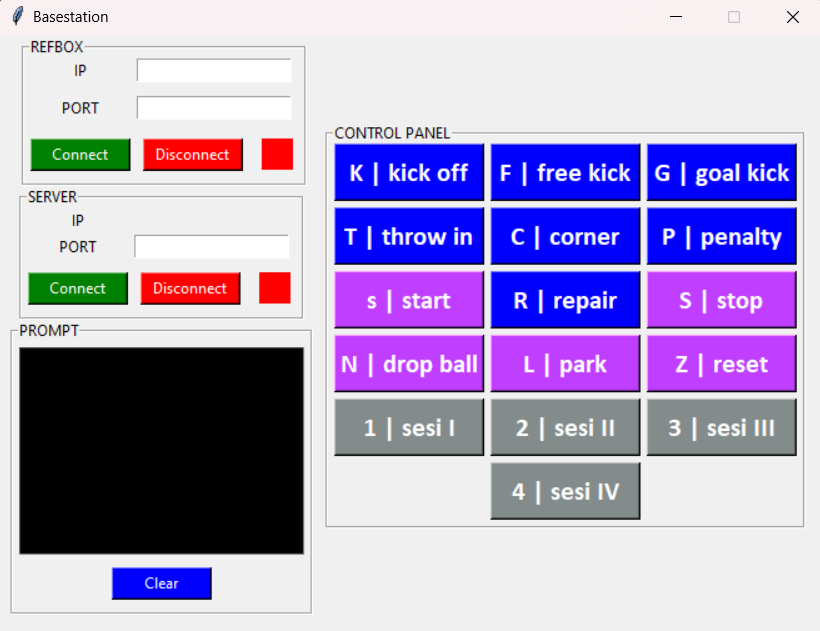 Basestation
REFBOX
IP
PORT
Connect Disconnect
SERVER
IP
PORT
Connect Disconnect
PROMPT
Clear
CONTROL PANEL
K | kick off F | free kick G | goal kick
T | throw in C | corner P | penalty
s | start R | repair S | stop
N | drop ball L | park Z | reset
1 | sesi I 2 | sesi II 3 | sesi III
4 | sesi IV